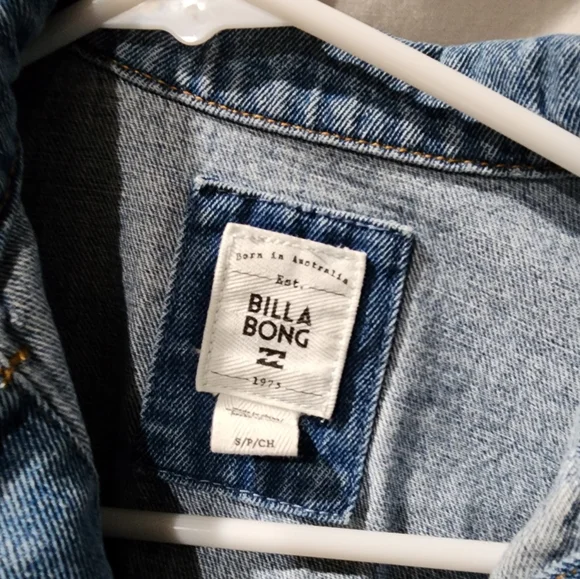 Born in Australia
Est.
BILLA
BONG
1973
S/P/CH